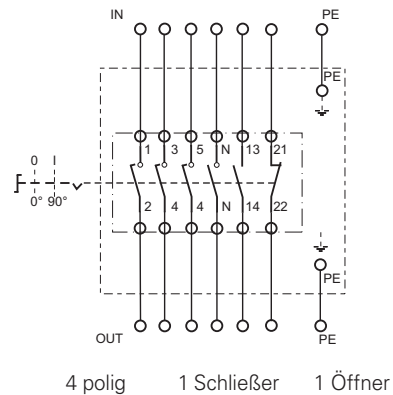 IN PE
PE
1 3 5 N 13 21
0 I
0° 90°
2 4 4 N 14 22
PE
OUT PE
4 polig 1 Schließer 1 Öffner